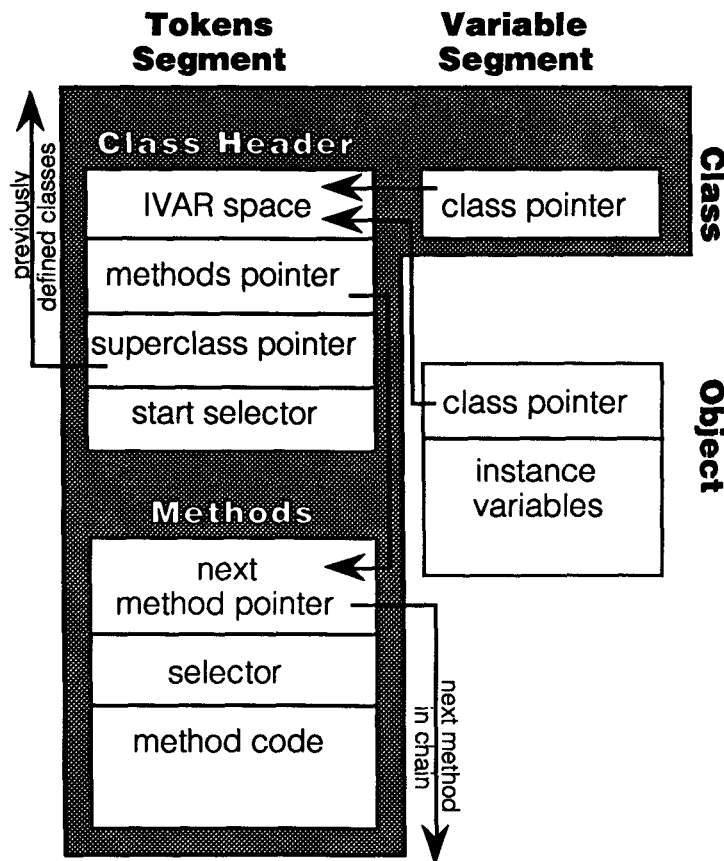 Tokens
Segment
Variable
Segment
Class Header
IVAR space
methods pointer
superclass pointer
start selector
previously
defined classes
class pointer
Class
class pointer
instance
variables
Object
Methods
next
method pointer
selector
method code
next method
in chain